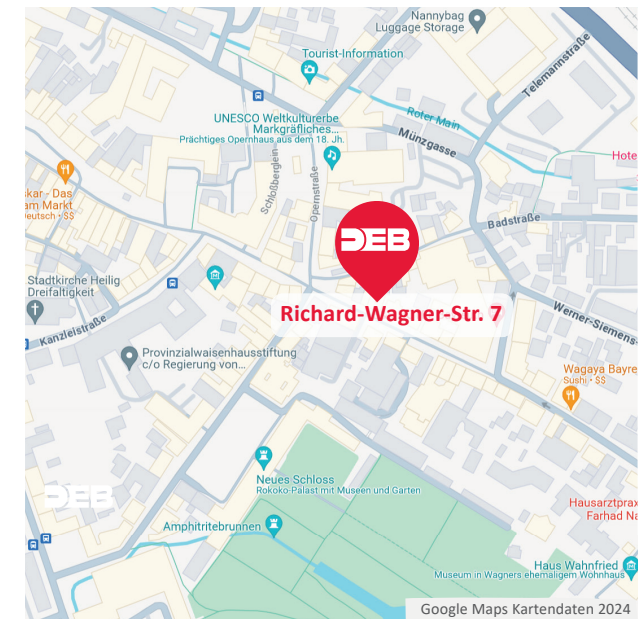 Nannybag
Luggage Storage
Telemannstraße
Tourist-Information
Roter Main
UNESCO Weltkulturerbe
Markgräfliches...
Prächtiges Opernhaus aus dem 18. Jh.
Münzgasse
Hote
Schloßberglein
Opernstraße
kar - Das
am Markt
Deutsch • $$
Badstraße
DEB
Stadtkirche Heilig
Dreifaltigkeit
Richard-Wagner-Str. 7
Kanzleistraße
Werner-Siemens-
Provinzialwaisenhausstiftung
c/o Regierung von...
Wagaya Bayre
Sushi • $$
Neues Schloss
Rokoko-Palast mit Museen und Garten
DEB
Hausarztprax
Farhad Na
Amphitritebrunnen
Haus Wahnfried
Museum in Wagners ehemaligem Wohnhaus
Google Maps Kartendaten 2024